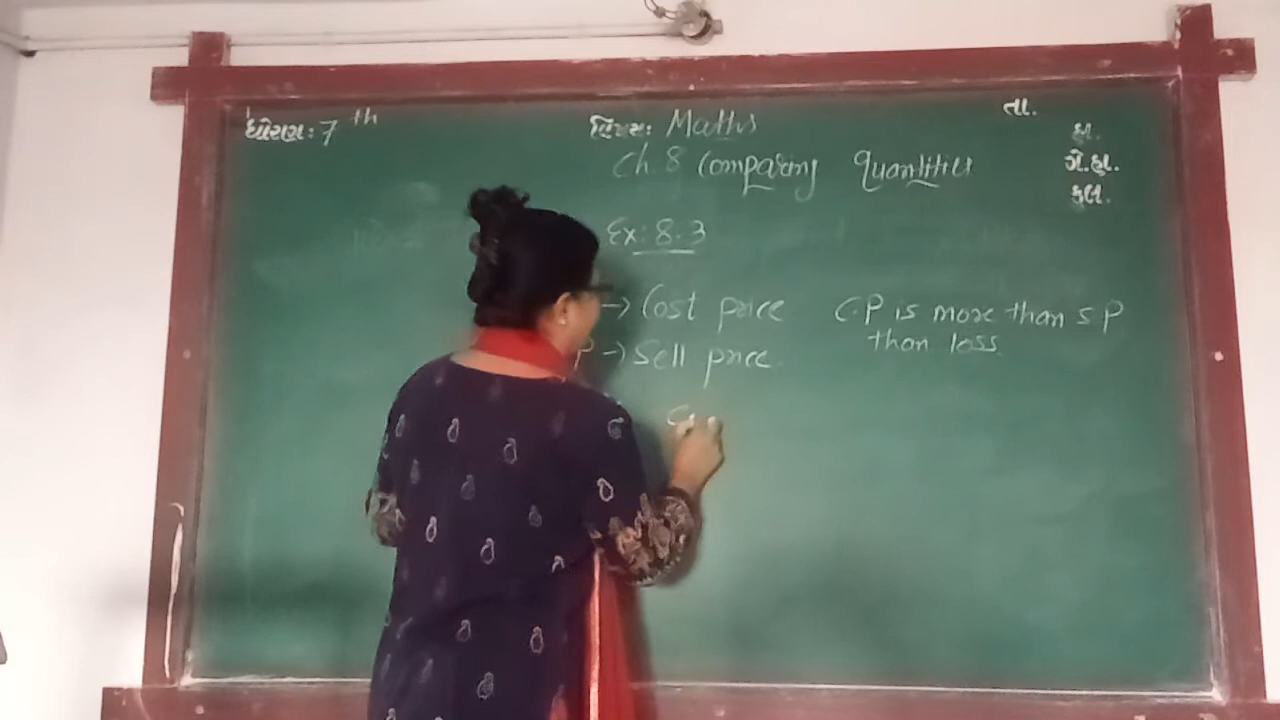 ધોરણ: 7th
વિષય: Maths
તા.
Ch. 8 Comparing Quantities
હા.
ગે.હા.
કુલ.
Ex: 8.3
→ Cost price
C.P is more than S P
than loss.
P → Sell price.
C